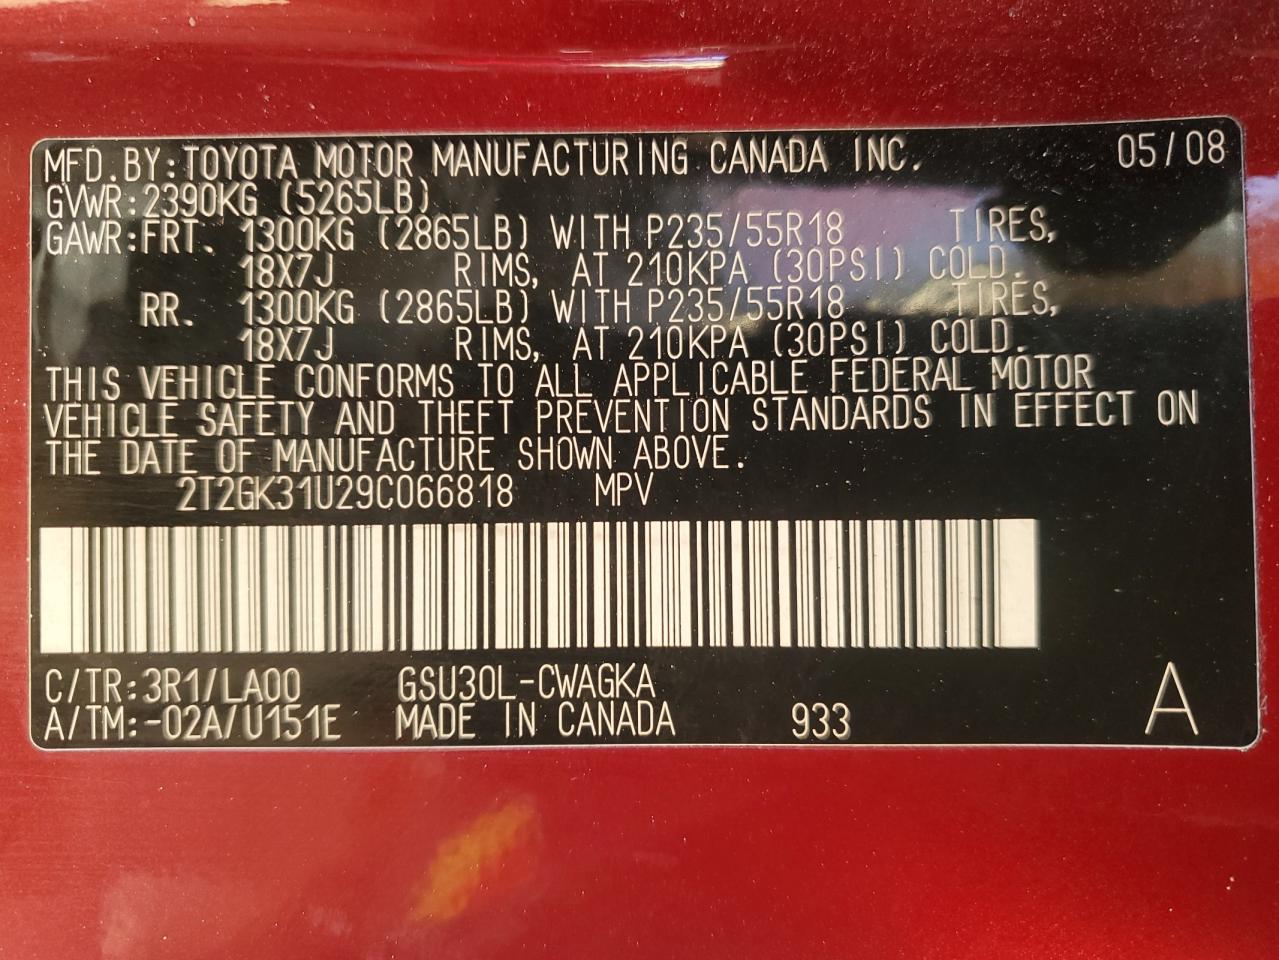 MFD.BY:TOYOTA MOTOR MANUFACTURING CANADA INC. 05/08
GVWR:2390KG (5265LB)
GAWR:FRT. 1300KG (2865LB) WITH P235/55R18 TIRES,
18X7J RIMS, AT 210KPA (30PSI) COLD.
RR. 1300KG (2865LB) WITH P235/55R18 TIRES,
18X7J RIMS, AT 210KPA (30PSI) COLD.
THIS VEHICLE CONFORMS TO ALL APPLICABLE FEDERAL MOTOR
VEHICLE SAFETY AND THEFT PREVENTION STANDARDS IN EFFECT ON
THE DATE OF MANUFACTURE SHOWN ABOVE.
2T2GK31U29C066818 MPV
C/TR:3R1/LA00 GSU30L-CWAGKA A
A/TM:-02A/U151E MADE IN CANADA 933